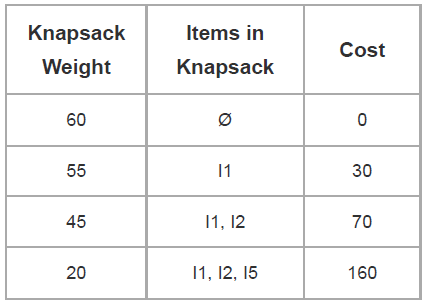 Knapsack Weight | Items in Knapsack | Cost
60 | Ø | 0
55 | I1 | 30
45 | I1, I2 | 70
20 | I1, I2, I5 | 160